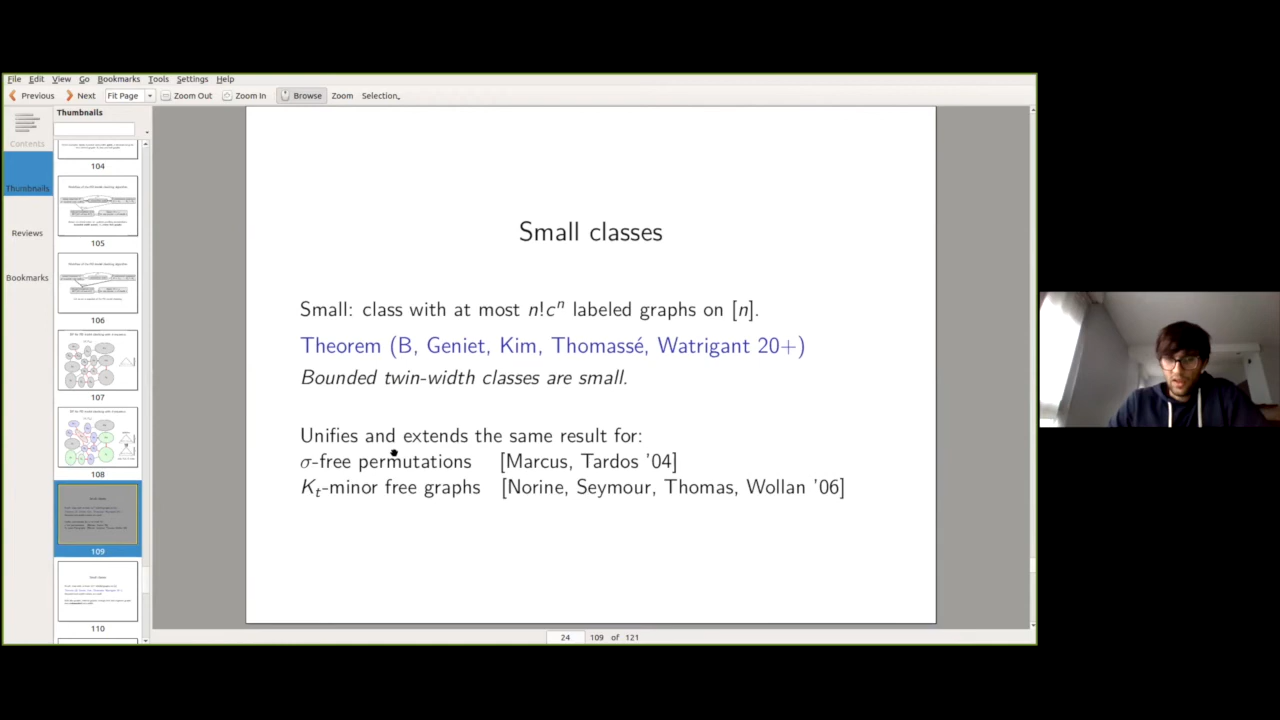 File Edit View Go Bookmarks Tools Settings Help
Previous Next Fit Page Zoom Out Zoom In Browse Zoom Selection
Thumbnails
Contents
Thumbnails
Reviews
Bookmarks
104
105
106
107
108
109
110
Small classes
Small: class with at most n!cⁿ labeled graphs on [n].
Theorem (B, Geniet, Kim, Thomassé, Watrigant 20+)
Bounded twin-width classes are small.
Unifies and extends the same result for:
σ-free permutations [Marcus, Tardos '04]
Kₜ-minor free graphs [Norine, Seymour, Thomas, Wollan '06]
24 109 of 121